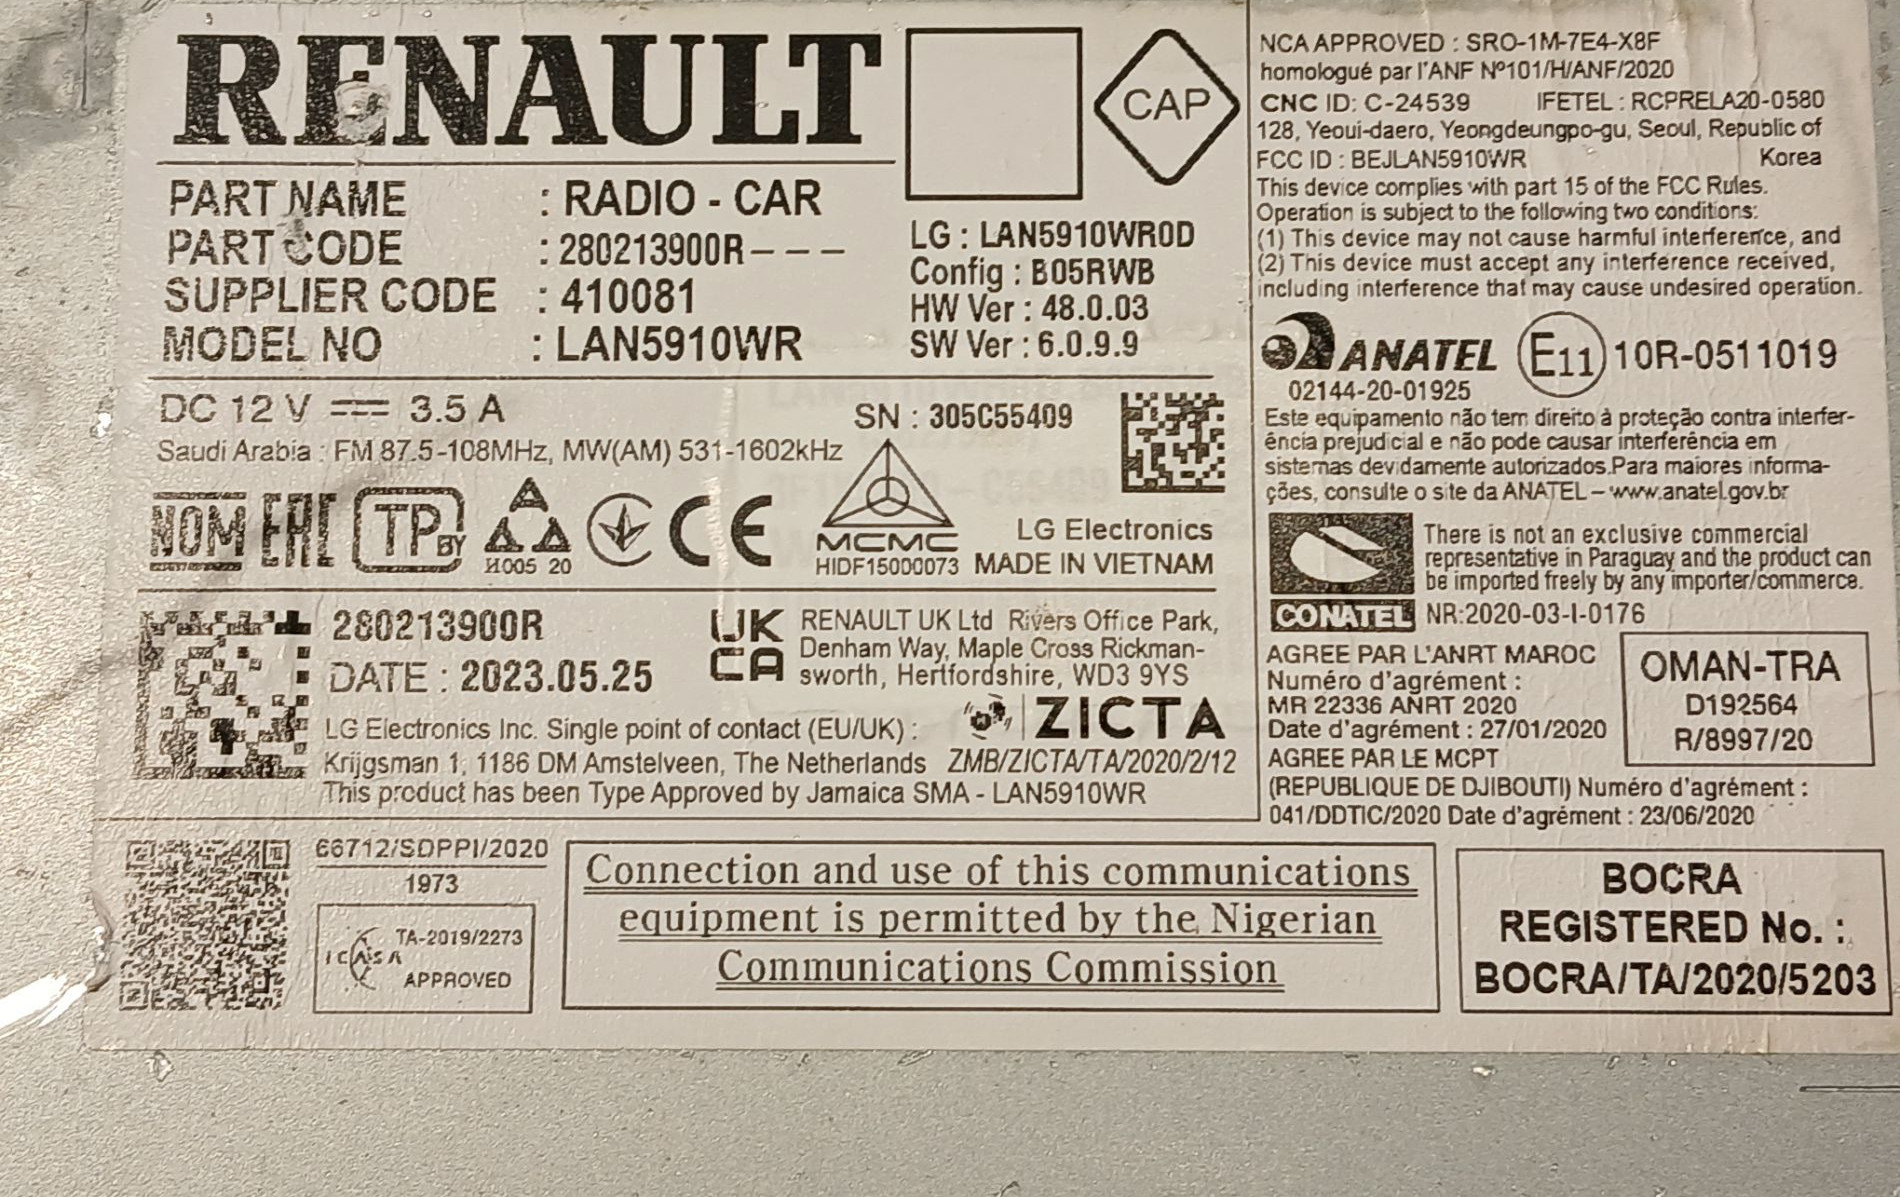 RENAULT
PART NAME : RADIO - CAR
PART CODE : 280213900R---
SUPPLIER CODE : 410081
MODEL NO : LAN5910WR
CAP
LG : LAN5910WR0D
Config : B05RWB
HW Ver : 48.0.03
SW Ver : 6.0.9.9
DC 12 V 3.5 A
Saudi Arabia : FM 87.5-108MHz, MW(AM) 531-1602kHz
SN : 305C55409
NOM EAC TP BY
H005 20
CE
MCMC
HIDF15000073
LG Electronics
MADE IN VIETNAM
280213900R
DATE : 2023.05.25
UK
CA
RENAULT UK Ltd Rivers Office Park,
Denham Way, Maple Cross Rickman-
sworth, Hertfordshire, WD3 9YS
LG Electronics Inc. Single point of contact (EU/UK) :
Krijgsman 1, 1186 DM Amstelveen, The Netherlands
ZICTA
ZMB/ZICTA/TA/2020/2/12
This product has been Type Approved by Jamaica SMA - LAN5910WR
NCA APPROVED : SRO-1M-7E4-X8F
homologué par l'ANF Nº101/H/ANF/2020
CNC ID: C-24539 IFETEL : RCPRELA20-0580
128, Yeoui-daero, Yeongdeungpo-gu, Seoul, Republic of
FCC ID : BEJLAN5910WR Korea
This device complies with part 15 of the FCC Rules.
Operation is subject to the following two conditions:
(1) This device may not cause harmful interference, and
(2) This device must accept any interference received,
including interference that may cause undesired operation.
ANATEL E11 10R-0511019
02144-20-01925
Este equipamento não tem direito à proteção contra interfer-
ência prejudicial e não pode causar interferência em
sistemas devidamente autorizados.Para maiores informa-
ções, consulte o site da ANATEL – www.anatel.gov.br
There is not an exclusive commercial
representative in Paraguay and the product can
be imported freely by any importer/commerce.
CONATEL NR:2020-03-I-0176
AGREE PAR L'ANRT MAROC
Numéro d'agrément :
MR 22336 ANRT 2020
Date d'agrément : 27/01/2020
AGREE PAR LE MCPT
(REPUBLIQUE DE DJIBOUTI) Numéro d'agrément :
041/DDTIC/2020 Date d'agrément : 23/06/2020
OMAN-TRA
D192564
R/8997/20
66712/SDPPI/2020
1973
ICASA
TA-2019/2273
APPROVED
Connection and use of this communications
equipment is permitted by the Nigerian
Communications Commission
BOCRA
REGISTERED No. :
BOCRA/TA/2020/5203